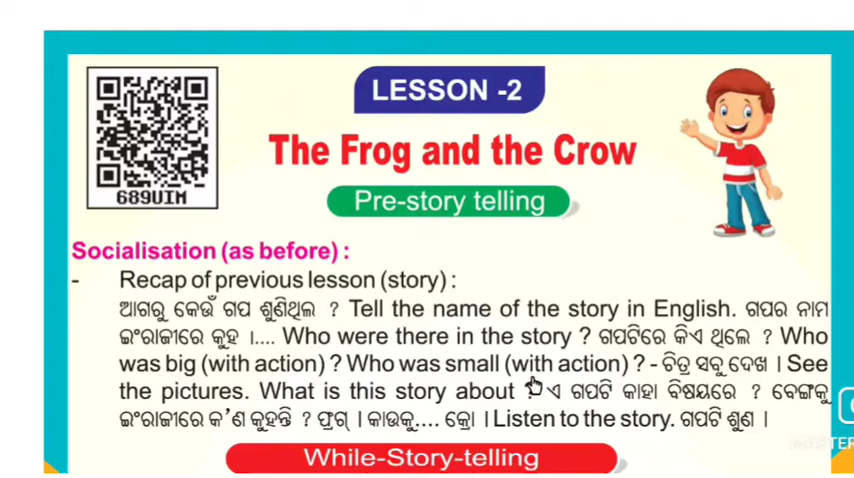 LESSON -2
The Frog and the Crow
Pre-story telling
689UIM
Socialisation (as before) :
- Recap of previous lesson (story) :
ଆଗରୁ କେଉଁ ଗପ ଶୁଣିଥିଲ ? Tell the name of the story in English. ଗପର ନାମ
ଇଂରାଜୀରେ କୁହ ।.... Who were there in the story ? ଗପଟିରେ କିଏ ଥିଲେ ? Who
was big (with action) ? Who was small (with action) ? - ଚିତ୍ର ସବୁ ଦେଖ । See
the pictures. What is this story about ? ଏ ଗପଟି କାହା ବିଷୟରେ ? ବେଙ୍ଗକୁ
ଇଂରାଜୀରେ କ'ଣ କୁହନ୍ତି ? ଫ୍ରଗ୍ । କାଉକୁ.... କ୍ରୋ । Listen to the story. ଗପଟି ଶୁଣ ।
While-Story-telling